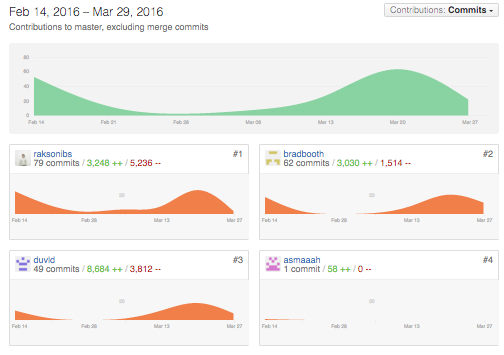 Feb 14, 2016 – Mar 29, 2016
Contributions: Commits
Contributions to master, excluding merge commits
80
60
40
20
0
Feb 14 Feb 21 Feb 28 Mar 06 Mar 13 Mar 20 Mar 27
raksonibs #1
79 commits / 3,248 ++ / 5,236 --
Feb 14 Feb 28 Mar 13 Mar 27
bradbooth #2
62 commits / 3,030 ++ / 1,514 --
Feb 14 Feb 28 Mar 13 Mar 27
duvld #3
49 commits / 8,684 ++ / 3,812 --
Feb 14 Feb 28 Mar 13 Mar 27
asmaaah #4
1 commit / 58 ++ / 0 --
Feb 14 Feb 28 Mar 13 Mar 27